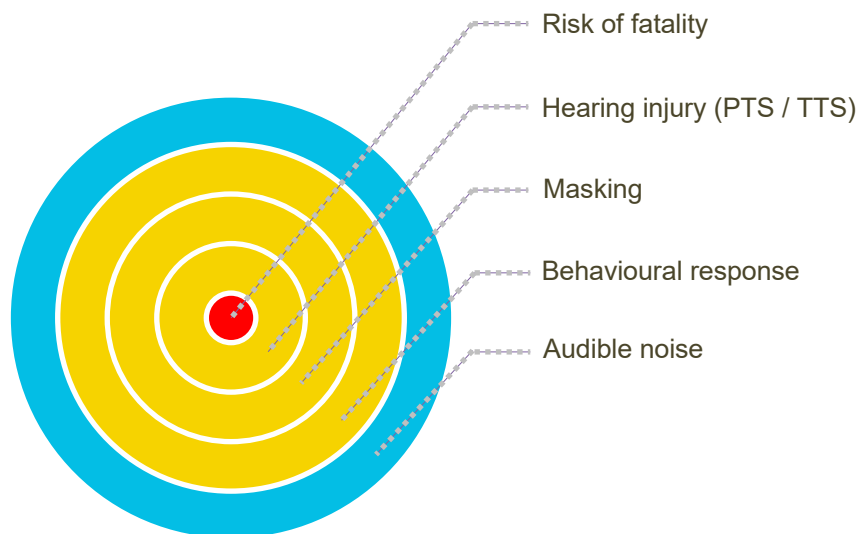 Risk of fatality
Hearing injury (PTS / TTS)
Masking
Behavioural response
Audible noise